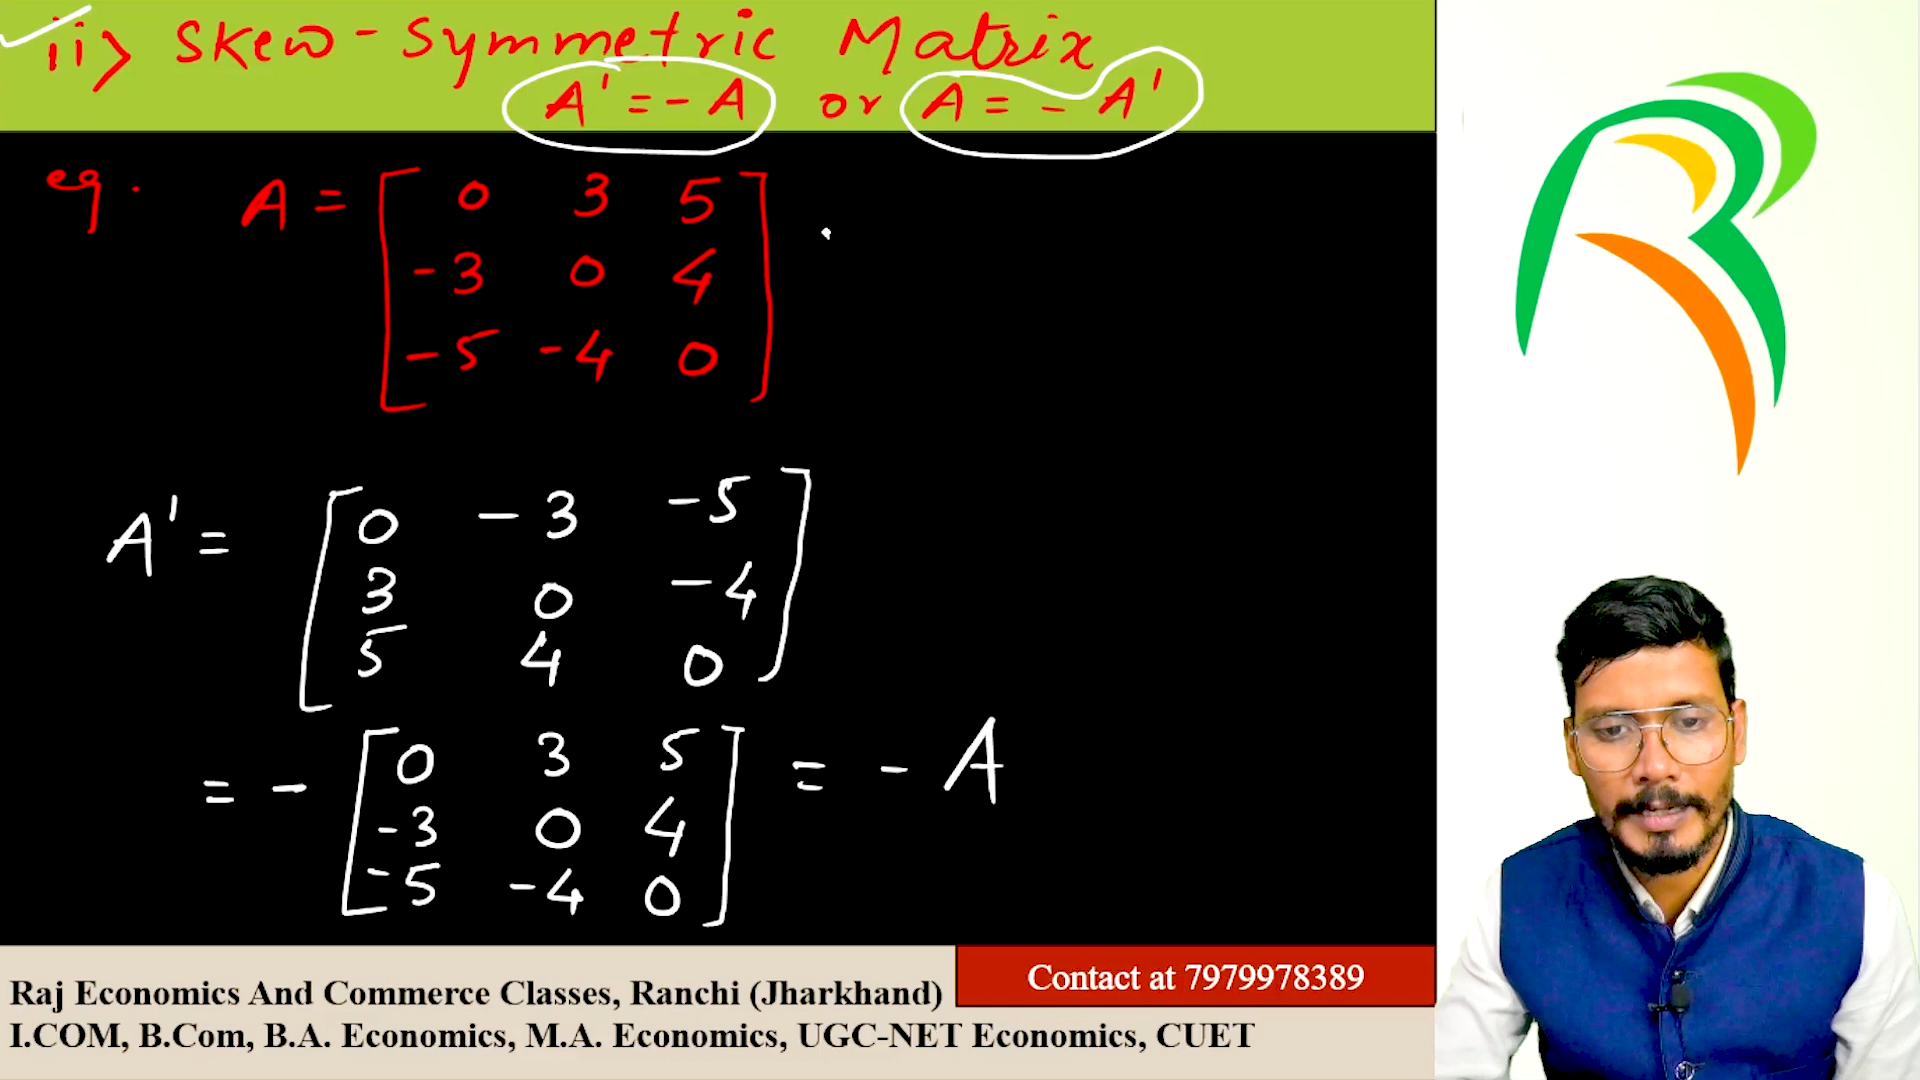 ii> Skew-Symmetric Matrix
A' = - A or A = - A'
eg. A = [ 0 3 5
-3 0 4
-5 -4 0 ]
A' = [ 0 -3 -5
3 0 -4
5 4 0 ]
= - [ 0 3 5
-3 0 4
-5 -4 0 ] = - A
Contact at 7979978389
Raj Economics And Commerce Classes, Ranchi (Jharkhand)
I.COM, B.Com, B.A. Economics, M.A. Economics, UGC-NET Economics, CUET